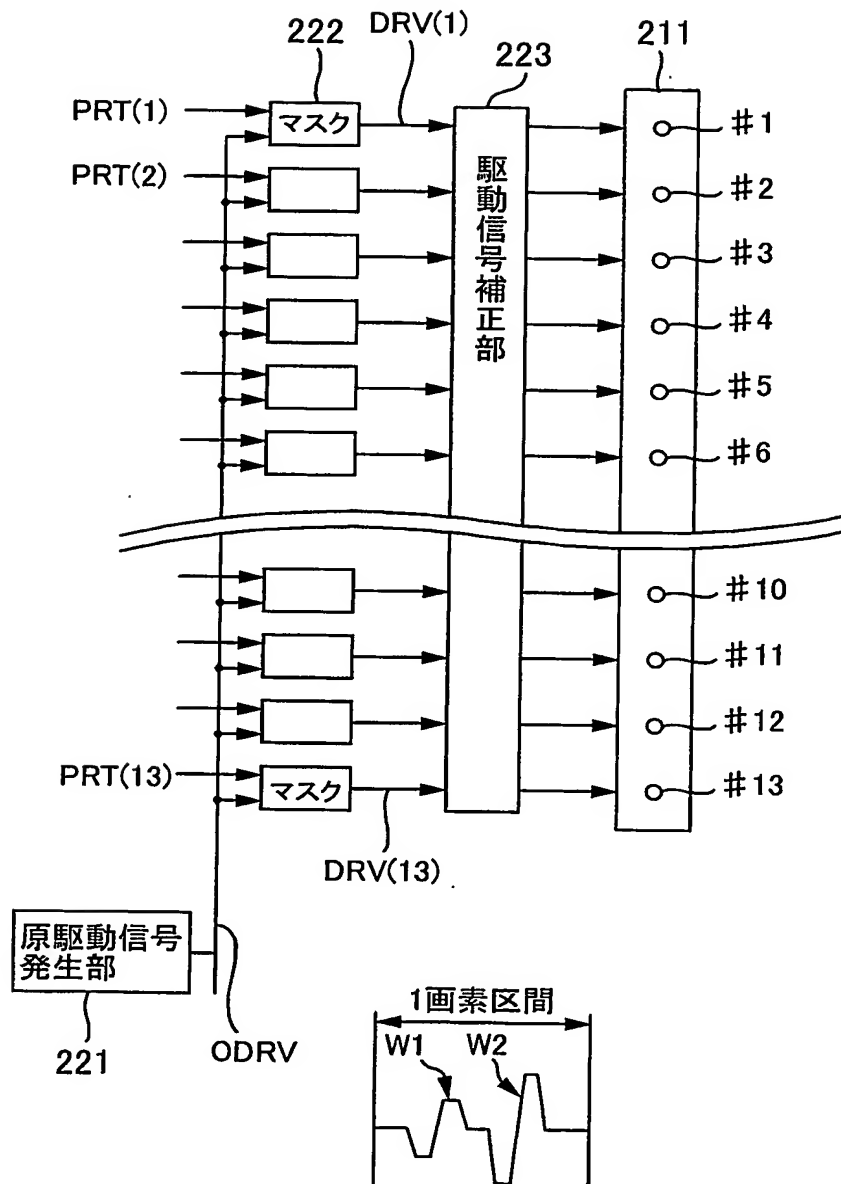 222
DRV(1)
223
211
PRT(1)
マスク
#1
PRT(2)
#2
#3
#4
#5
#6
駆動信号補正部
#10
#11
#12
PRT(13)
マスク
#13
DRV(13)
原駆動信号
発生部
221
ODRV
1画素区間
W1
W2